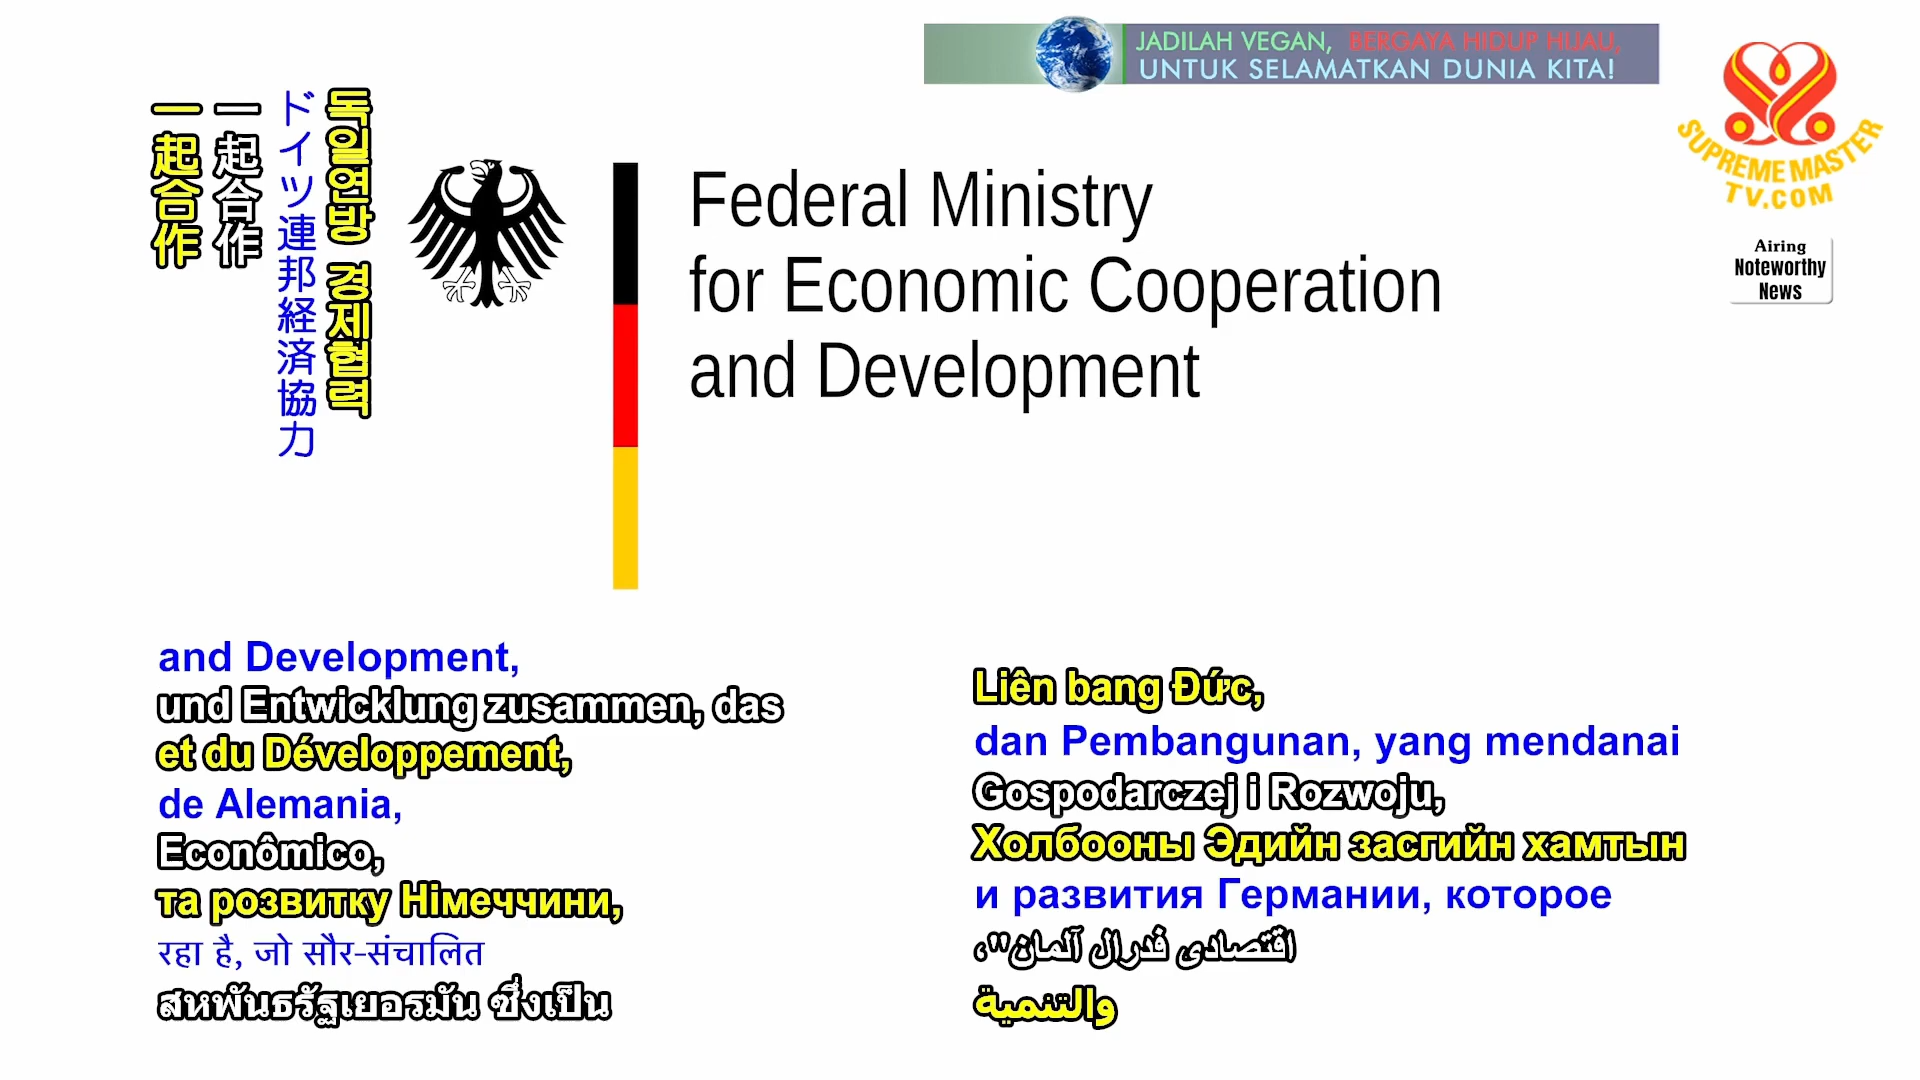 JADILAH VEGAN, BERGAYA HIDUP HIJAU,
UNTUK SELAMATKAN DUNIA KITA!
SUPREME MASTER
TV.COM
Airing
Noteworthy
News
一起合作
一起合作
ドイツ連邦経済協力
독일연방 경제협력
Federal Ministry
for Economic Cooperation
and Development
and Development,
und Entwicklung zusammen, das
et du Développement,
de Alemania,
Econômico,
та розвитку Німеччини,
रहा है, जो सौर-संचालित
สหพันธรัฐเยอรมัน ซึ่งเป็น
Liên bang Đức,
dan Pembangunan, yang mendanai
Gospodarczej i Rozwoju,
Холбооны Эдийн засгийн хамтын
и развития Германии, которое
اقتصادی فدرال آلمان"،
والتنمية